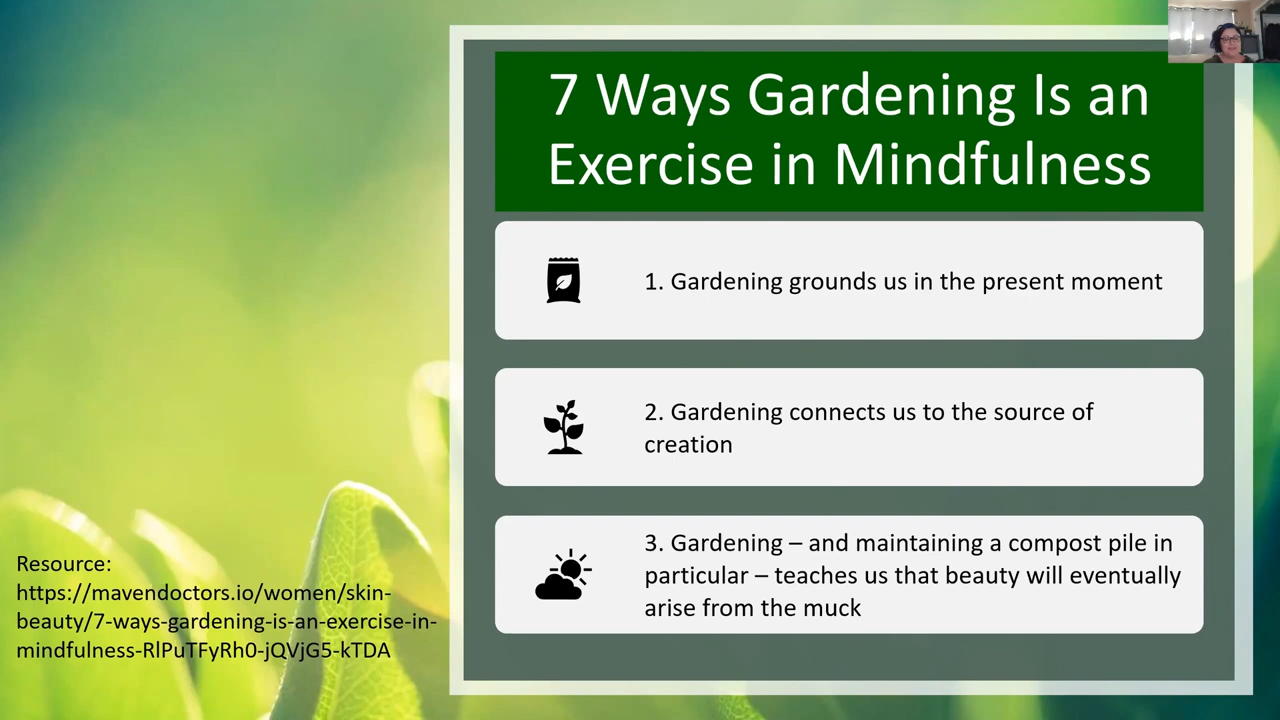 7 Ways Gardening Is an
Exercise in Mindfulness
1. Gardening grounds us in the present moment
2. Gardening connects us to the source of
creation
3. Gardening – and maintaining a compost pile in
particular – teaches us that beauty will eventually
arise from the muck
Resource:
https://mavendoctors.io/women/skin-
beauty/7-ways-gardening-is-an-exercise-in-
mindfulness-RlPuTFyRh0-jQVjG5-kTDA